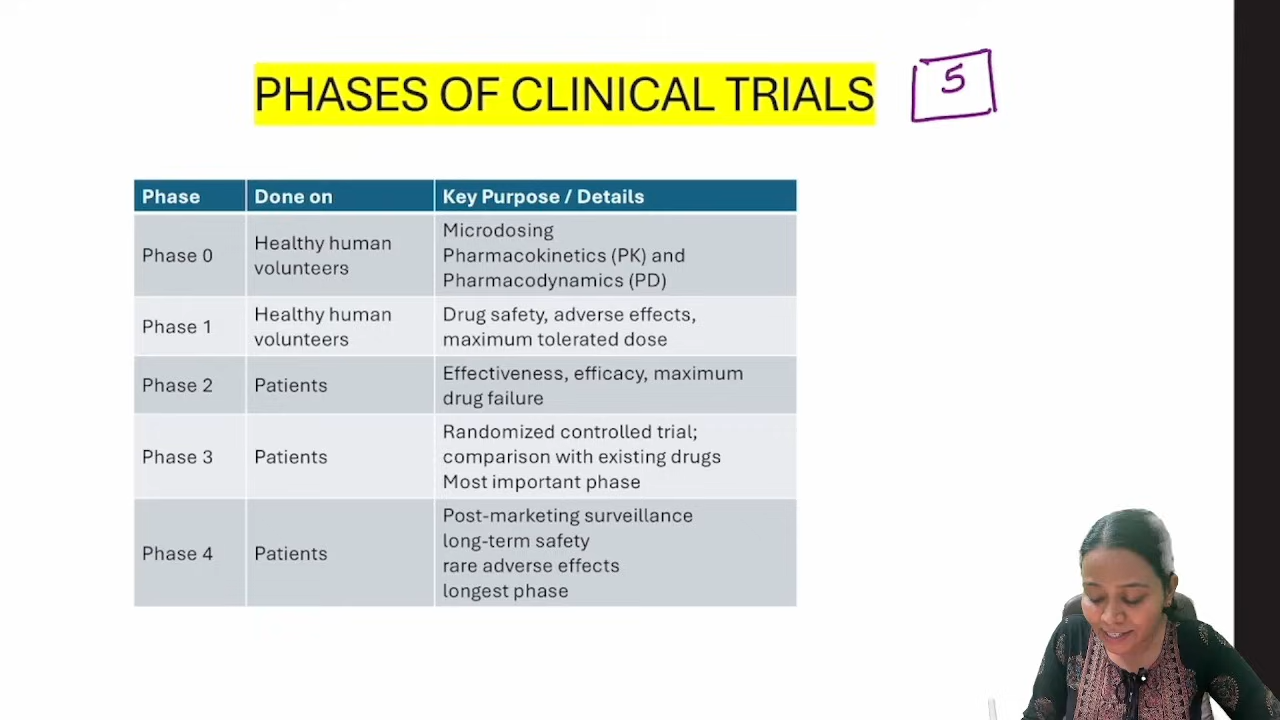 PHASES OF CLINICAL TRIALS 5
Phase Done on Key Purpose / Details
Phase 0
Healthy human
volunteers
Microdosing
Pharmacokinetics (PK) and
Pharmacodynamics (PD)
Phase 1
Healthy human
volunteers
Drug safety, adverse effects,
maximum tolerated dose
Phase 2
Patients
Effectiveness, efficacy, maximum
drug failure
Phase 3
Patients
Randomized controlled trial;
comparison with existing drugs
Most important phase
Phase 4
Patients
Post-marketing surveillance
long-term safety
rare adverse effects
longest phase